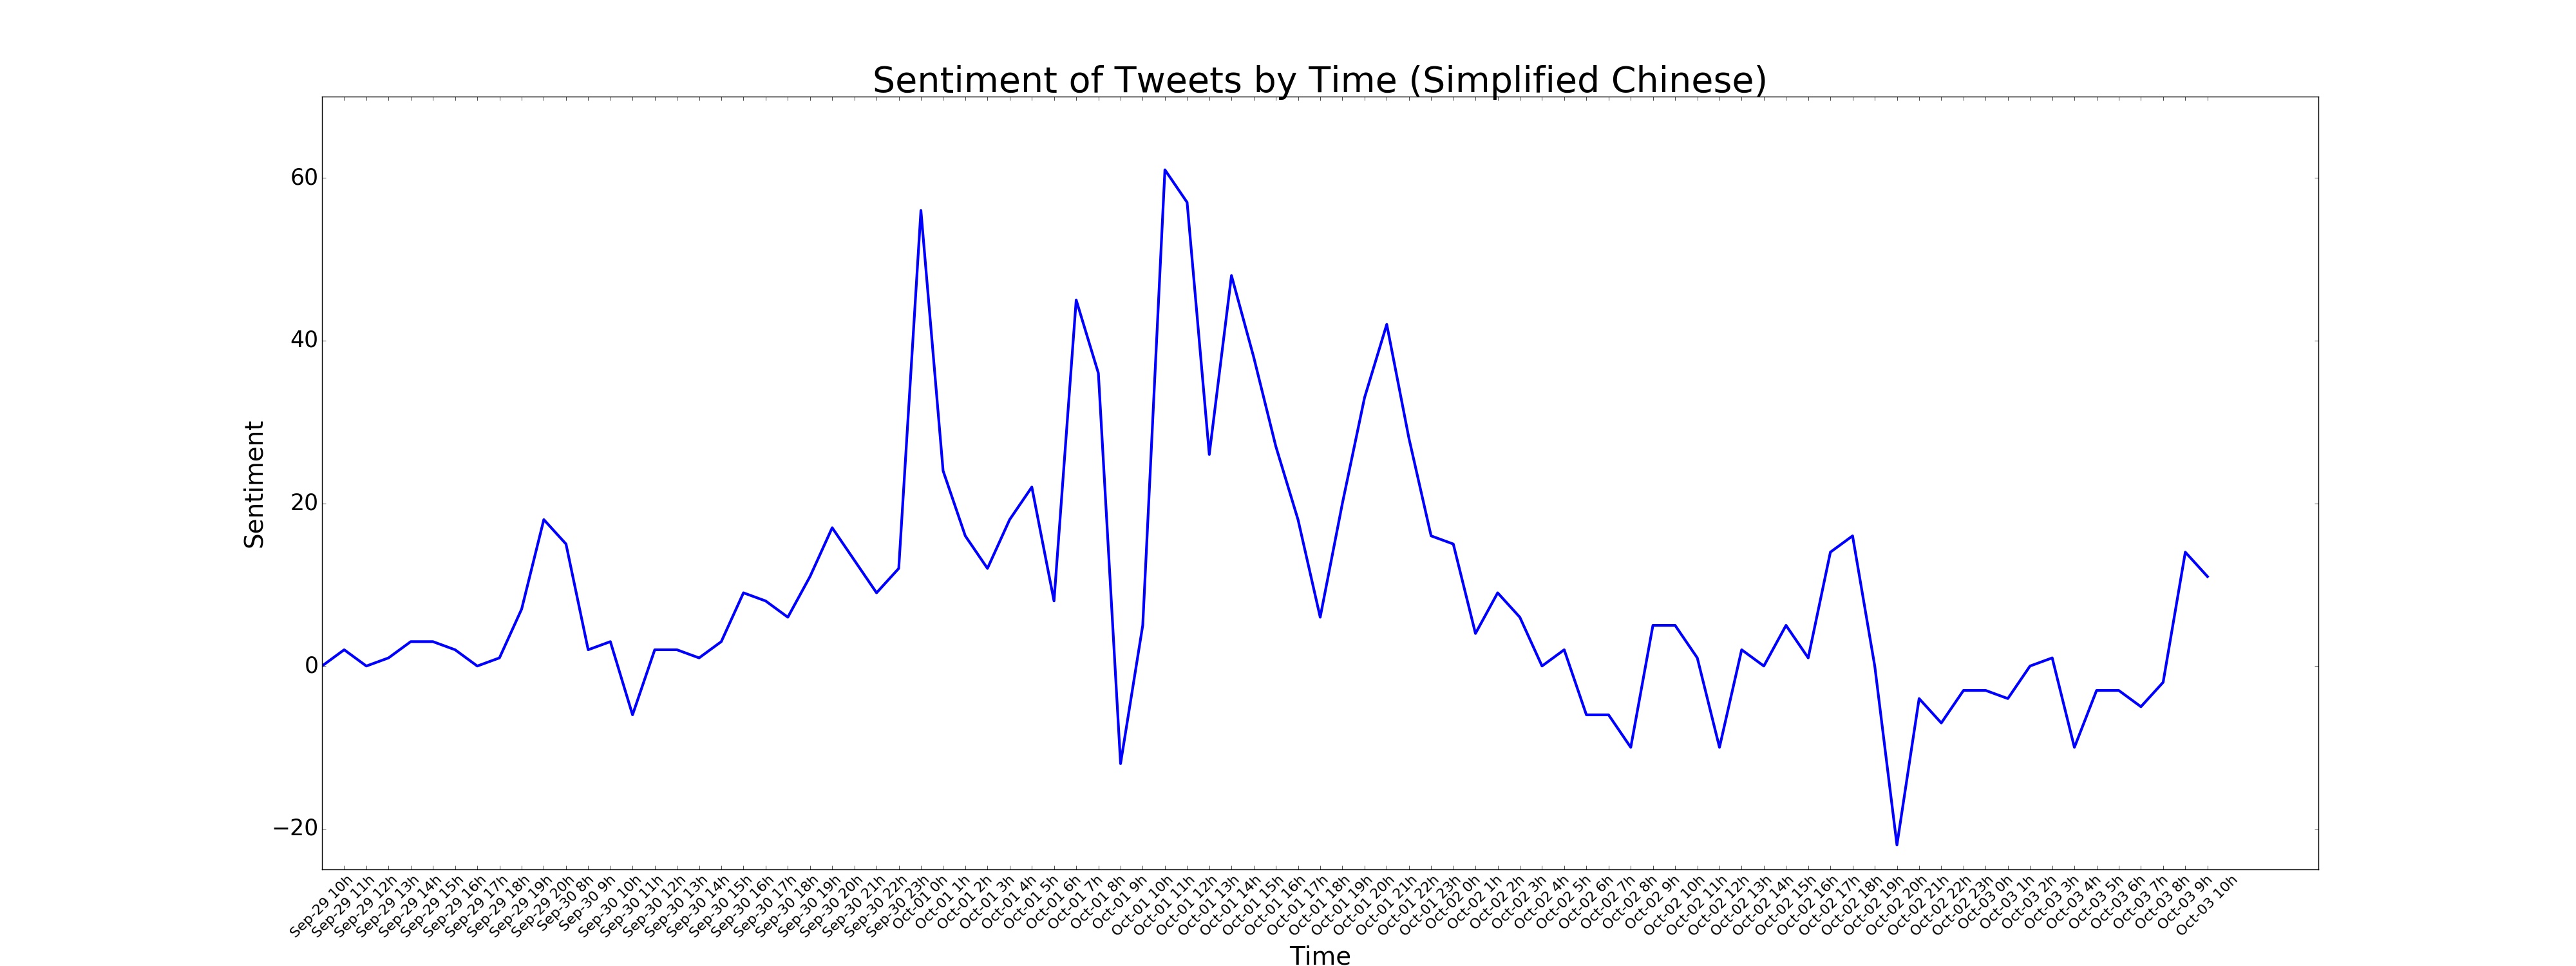 Sentiment of Tweets by Time (Simplified Chinese)
60
40
20
0
−20
Sentiment
Sep-29 10h
Sep-29 11h
Sep-29 12h
Sep-29 13h
Sep-29 14h
Sep-29 15h
Sep-29 16h
Sep-29 17h
Sep-29 18h
Sep-29 19h
Sep-29 20h
Sep-30 8h
Sep-30 9h
Sep-30 10h
Sep-30 11h
Sep-30 12h
Sep-30 13h
Sep-30 14h
Sep-30 15h
Sep-30 16h
Sep-30 17h
Sep-30 18h
Sep-30 19h
Sep-30 20h
Sep-30 21h
Sep-30 22h
Sep-30 23h
Oct-01 0h
Oct-01 1h
Oct-01 2h
Oct-01 3h
Oct-01 4h
Oct-01 5h
Oct-01 6h
Oct-01 7h
Oct-01 8h
Oct-01 9h
Oct-01 10h
Oct-01 11h
Oct-01 12h
Oct-01 13h
Oct-01 14h
Oct-01 15h
Oct-01 16h
Oct-01 17h
Oct-01 18h
Oct-01 19h
Oct-01 20h
Oct-01 21h
Oct-01 22h
Oct-01 23h
Oct-02 0h
Oct-02 1h
Oct-02 2h
Oct-02 3h
Oct-02 4h
Oct-02 5h
Oct-02 6h
Oct-02 7h
Oct-02 8h
Oct-02 9h
Oct-02 10h
Oct-02 11h
Oct-02 12h
Oct-02 13h
Oct-02 14h
Oct-02 15h
Oct-02 16h
Oct-02 17h
Oct-02 18h
Oct-02 19h
Oct-02 20h
Oct-02 21h
Oct-02 22h
Oct-02 23h
Oct-03 0h
Oct-03 1h
Oct-03 2h
Oct-03 3h
Oct-03 4h
Oct-03 5h
Oct-03 6h
Oct-03 7h
Oct-03 8h
Oct-03 9h
Oct-03 10h
Time